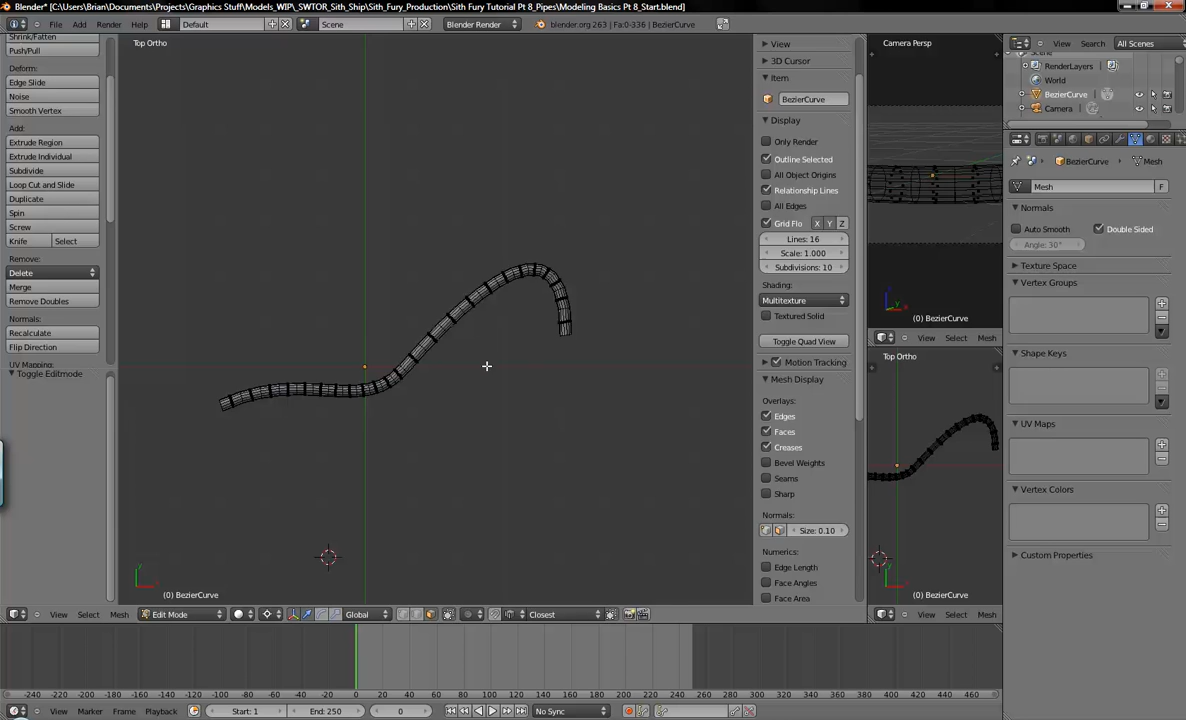 Blender* [C:\Users\Brian\Documents\Projects\Graphics Stuff\Models_WIP_SWTOR_Sith_Ship\Sith Fury_Production\Sith Fury Tutorial Pt 8_Pipes\Modeling Basics Pt 8_Start.blend]
File Add Render Help Default Scene Blender Render blender.org 263 | Fa:0-336 | BezierCurve View Search All Scenes
Shrink/Fatten
Push/Pull
Deform:
Edge Slide
Noise
Smooth Vertex
Add:
Extrude Region
Extrude Individual
Subdivide
Loop Cut and Slide
Duplicate
Spin
Screw
Knife Select
Remove:
Delete
Merge
Remove Doubles
Normals:
Recalculate
Flip Direction
UV Mapping:
Toggle Editmode
Top Ortho
(0) BezierCurve
View Select Mesh Edit Mode Global Closest
View
3D Cursor
Item
BezierCurve
Display
Only Render
Outline Selected
All Object Origins
Relationship Lines
All Edges
Grid Flo X Y Z
Lines: 16
Scale: 1.000
Subdivisions: 10
Shading:
Multitexture
Textured Solid
Toggle Quad View
Motion Tracking
Mesh Display
Overlays:
Edges
Faces
Creases
Bevel Weights
Seams
Sharp
Normals:
Size: 0.10
Numerics:
Edge Length
Face Angles
Face Area
Camera Persp
(0) BezierCurve
View Select Mesh
Top Ortho
(0) BezierCurve
View Select Mesh
Scene
RenderLayers
World
BezierCurve
Camera
BezierCurve Mesh
Mesh F
Normals
Auto Smooth Double Sided
Angle: 30°
Texture Space
Vertex Groups
Shape Keys
UV Maps
Vertex Colors
Custom Properties
-240 -220 -200 -180 -160 -140 -120 -100 -80 -60 -40 -20 0 20 40 60 80 100 120 140 160 180 200 220 240 260 280 300 320 340 360 380 400 420 440 460
View Marker Frame Playback Start: 1 End: 250 0 No Sync